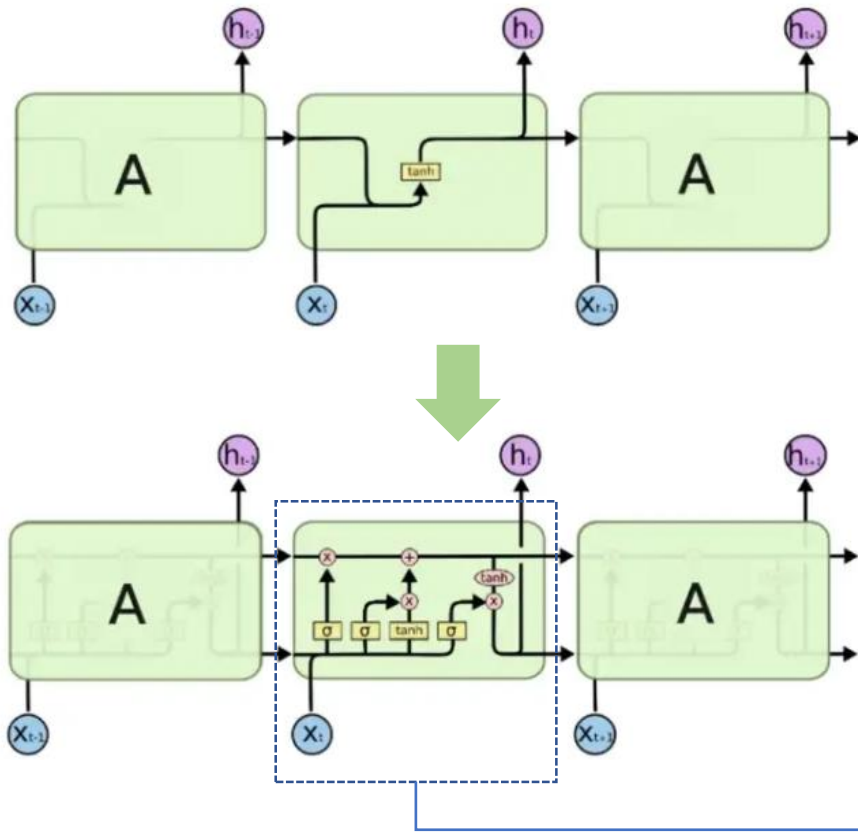 h t-1 h t h t+1
A A
tanh
X t-1 X t X t+1
h t-1 h t h t+1
x +
tanh
A x x A
σ σ tanh σ
X t-1 X t X t+1